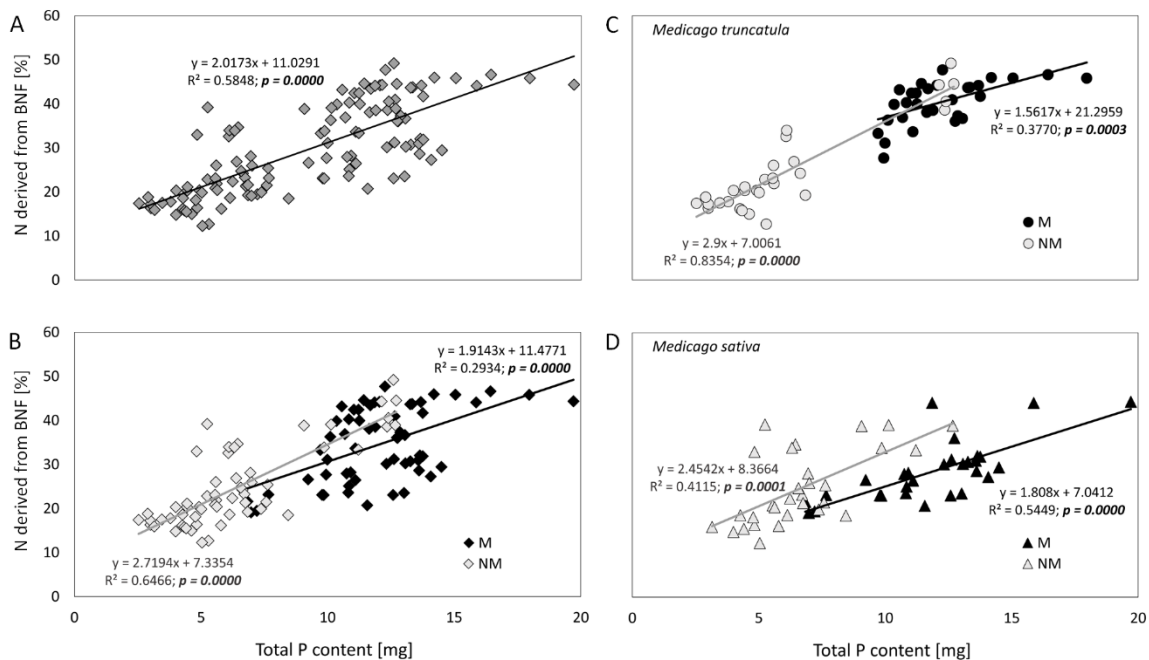 A
N derived from BNF [%]
60
50
40
30
20
10
0
y = 2.0173x + 11.0291
R² = 0.5848; p = 0.0000
C
Medicago truncatula
y = 1.5617x + 21.2959
R² = 0.3770; p = 0.0003
M
NM
y = 2.9x + 7.0061
R² = 0.8354; p = 0.0000
B
N derived from BNF [%]
60
50
40
30
20
10
0
y = 1.9143x + 11.4771
R² = 0.2934; p = 0.0000
M
NM
y = 2.7194x + 7.3354
R² = 0.6466; p = 0.0000
0 5 10 15 20
Total P content [mg]
D
Medicago sativa
y = 2.4542x + 8.3664
R² = 0.4115; p = 0.0001
y = 1.808x + 7.0412
R² = 0.5449; p = 0.0000
M
NM
0 5 10 15 20
Total P content [mg]